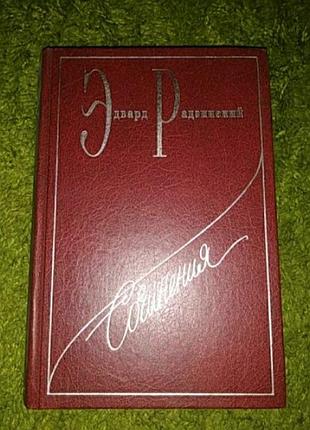 Эдвард Радзинский
Сочинения